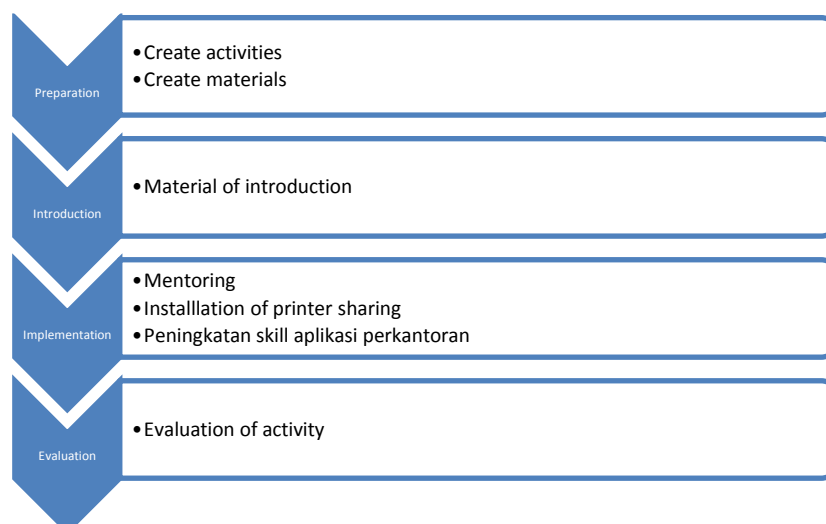 Preparation
•Create activities
•Create materials
Introduction
•Material of introduction
Implementation
•Mentoring
•Installlation of printer sharing
•Peningkatan skill aplikasi perkantoran
Evaluation
•Evaluation of activity